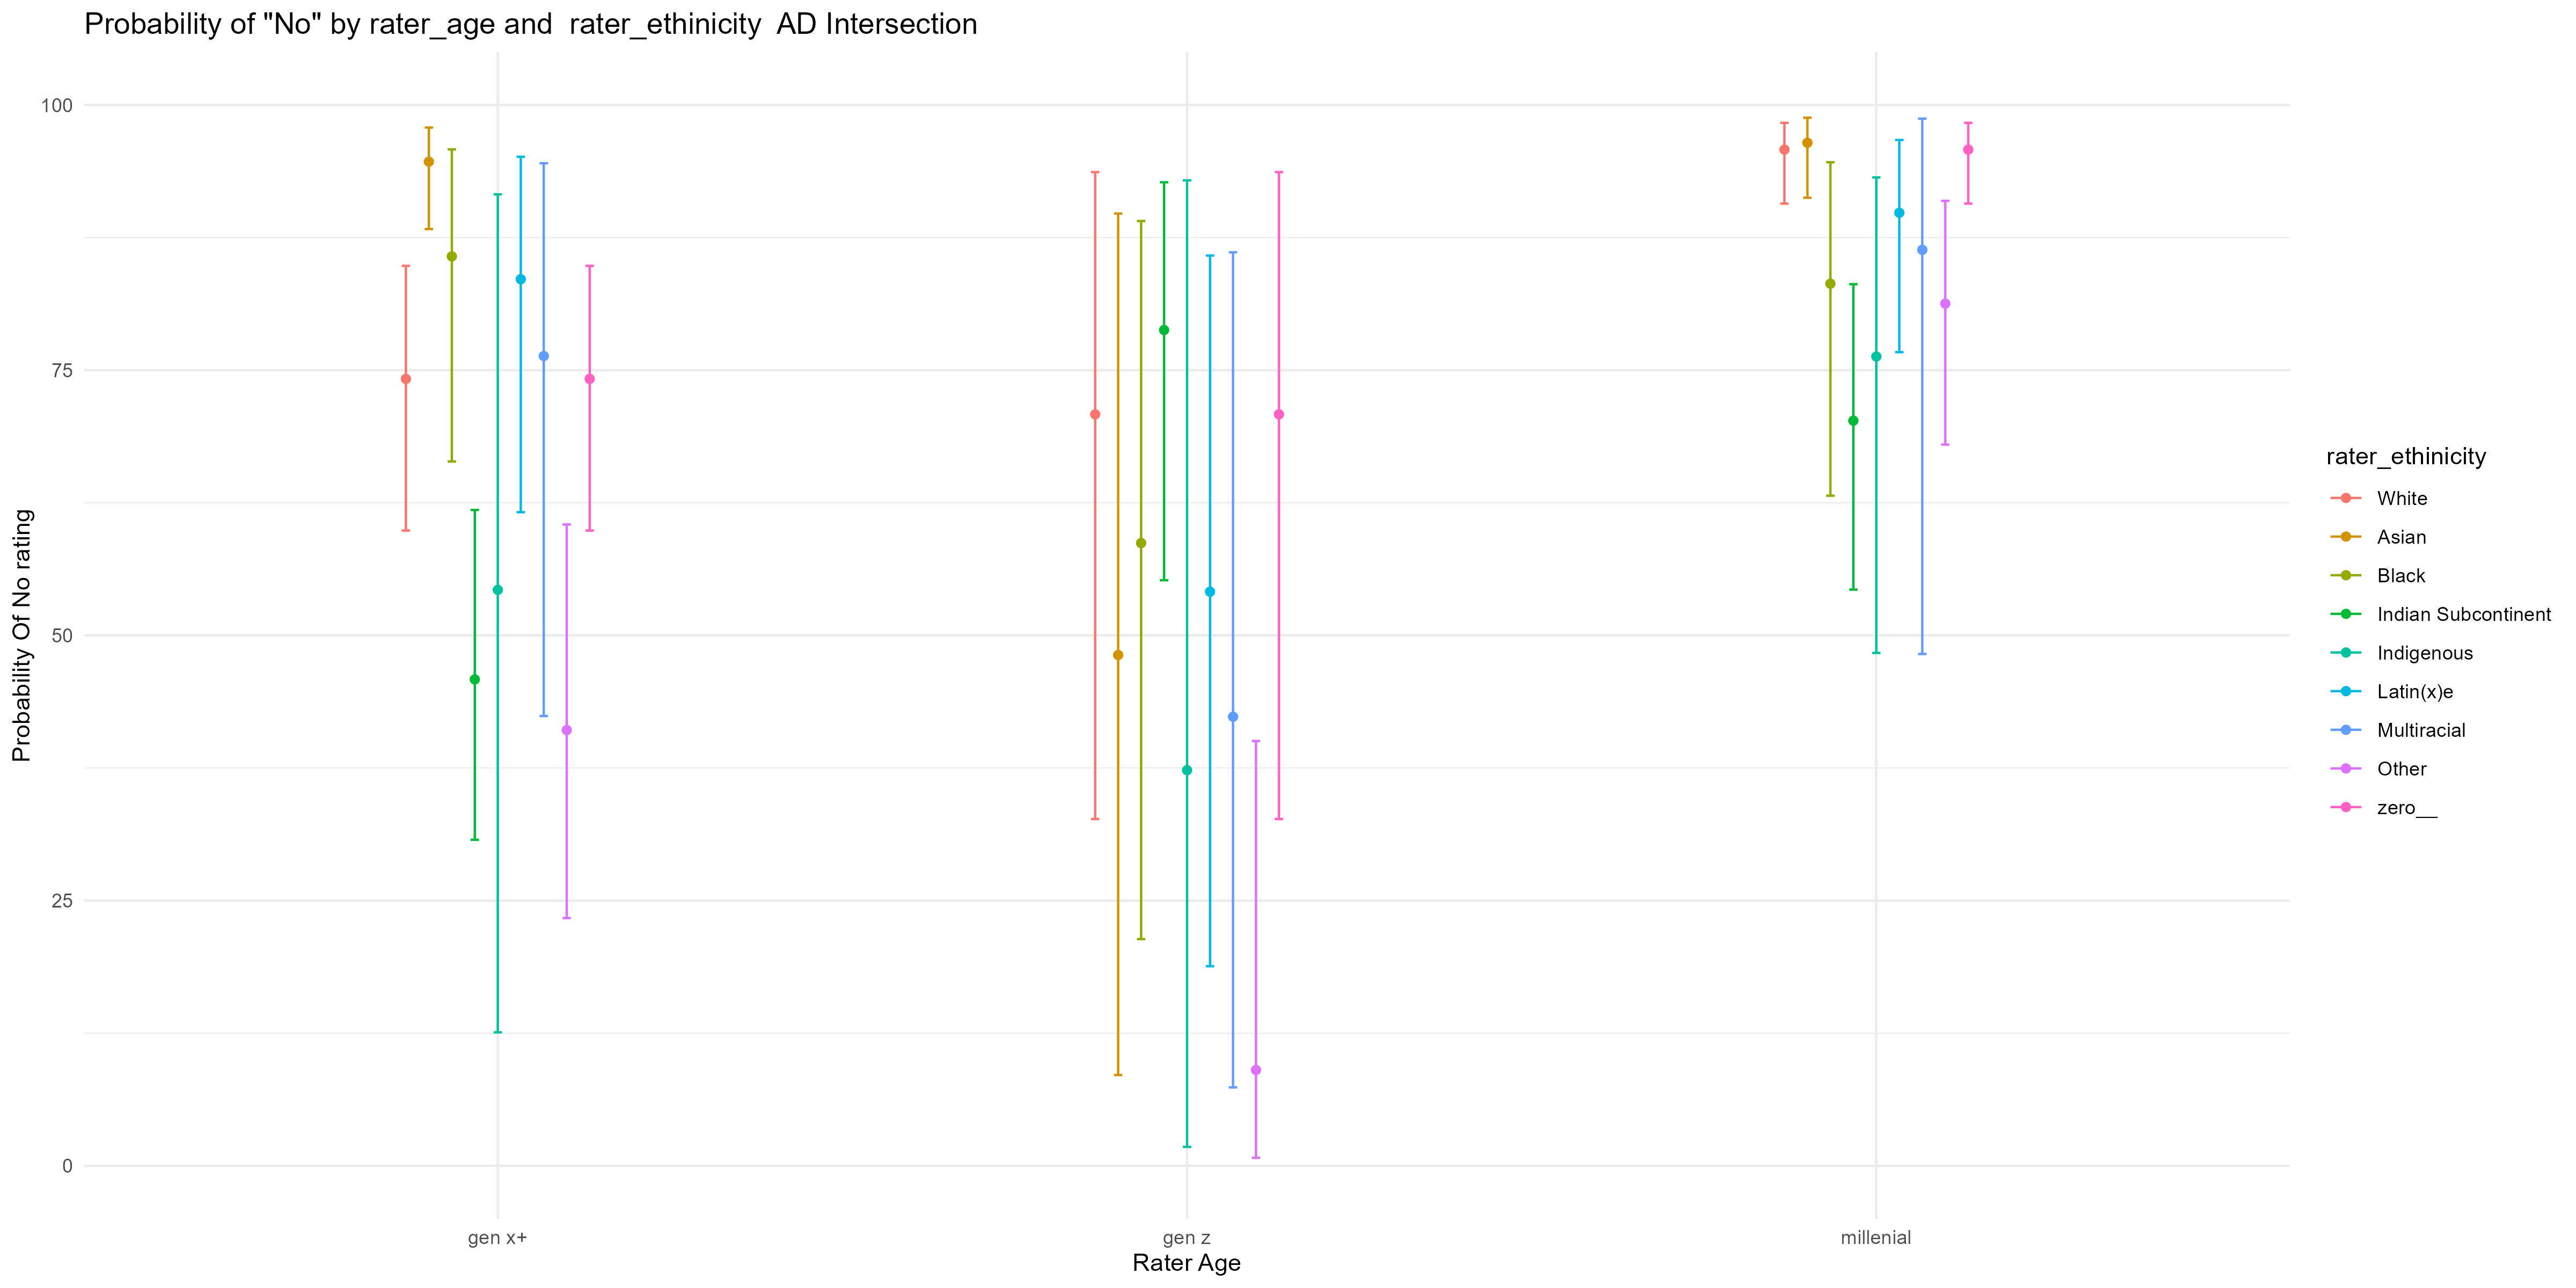 Probability of "No" by rater_age and  rater_ethinicity  AD Intersection
100
75
50
25
0
Probability Of No rating
gen x+
gen z
millenial
Rater Age
rater_ethinicity
White
Asian
Black
Indian Subcontinent
Indigenous
Latin(x)e
Multiracial
Other
zero__